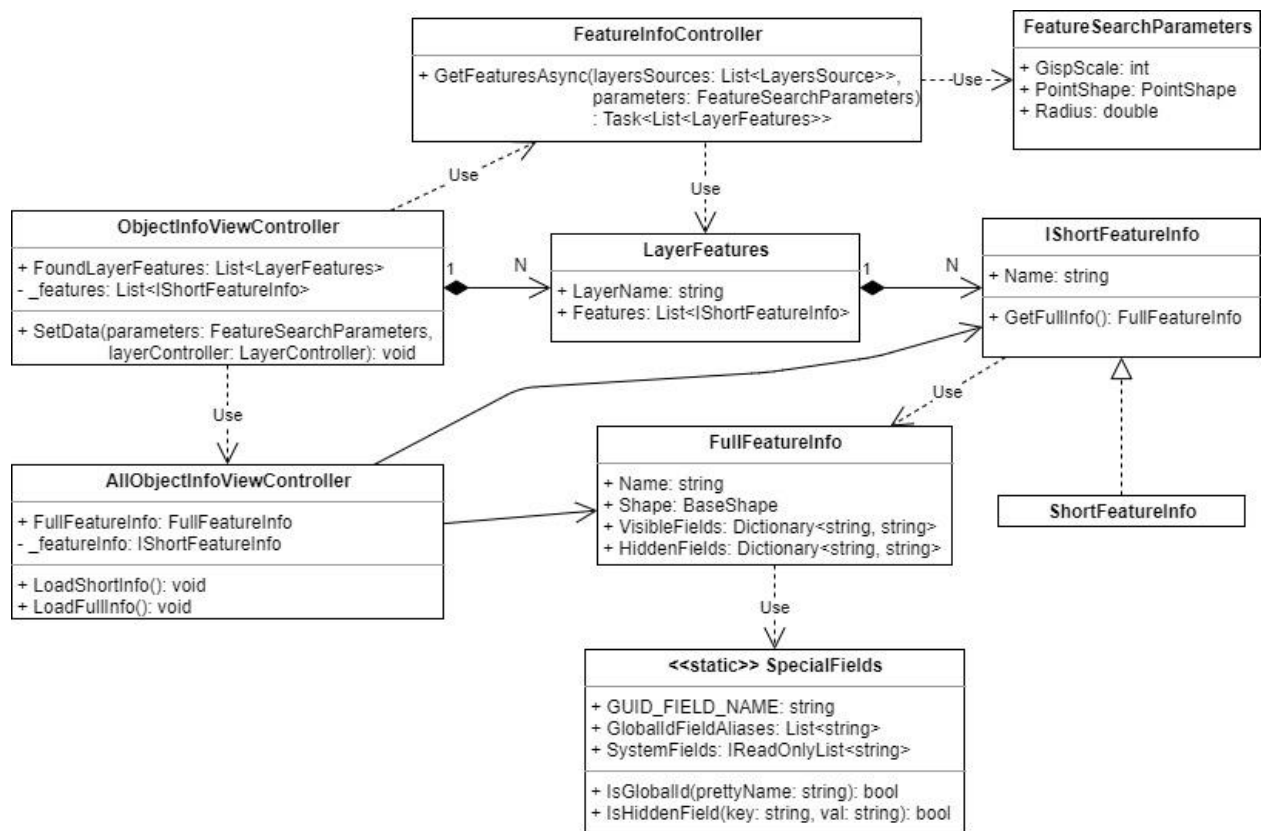 FeatureInfoController
+ GetFeaturesAsync(layersSources: List<LayersSource>>,
parameters: FeatureSearchParameters)
: Task<List<LayerFeatures>>
Use
FeatureSearchParameters
+ GispScale: int
+ PointShape: PointShape
+ Radius: double
Use
Use
ObjectInfoViewController
+ FoundLayerFeatures: List<LayerFeatures>
- _features: List<IShortFeatureInfo>
+ SetData(parameters: FeatureSearchParameters,
layerController: LayerController): void
1
N
LayerFeatures
+ LayerName: string
+ Features: List<IShortFeatureInfo>
1
N
IShortFeatureInfo
+ Name: string
+ GetFullInfo(): FullFeatureInfo
Use
Use
AllObjectInfoViewController
+ FullFeatureInfo: FullFeatureInfo
- _featureInfo: IShortFeatureInfo
+ LoadShortInfo(): void
+ LoadFullInfo(): void
FullFeatureInfo
+ Name: string
+ Shape: BaseShape
+ VisibleFields: Dictionary<string, string>
+ HiddenFields: Dictionary<string, string>
ShortFeatureInfo
Use
<<static>> SpecialFields
+ GUID_FIELD_NAME: string
+ GlobalIdFieldAliases: List<string>
+ SystemFields: IReadOnlyList<string>
+ IsGlobalId(prettyName: string): bool
+ IsHiddenField(key: string, val: string): bool